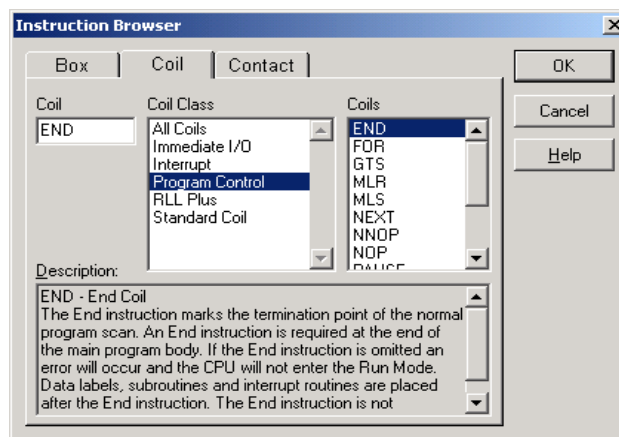 Instruction Browser
Box
Coil
Contact
OK
Cancel
Help
Coil
END
Coil Class
All Coils
Immediate I/O
Interrupt
Program Control
RLL Plus
Standard Coil
Coils
END
FOR
GTS
MLR
MLS
NEXT
NNOP
NOP
PAUSE
Description:
END - End Coil
The End instruction marks the termination point of the normal
program scan. An End instruction is required at the end of
the main program body. If the End instruction is omitted an
error will occur and the CPU will not enter the Run Mode.
Data labels, subroutines and interrupt routines are placed
after the End instruction. The End instruction is not